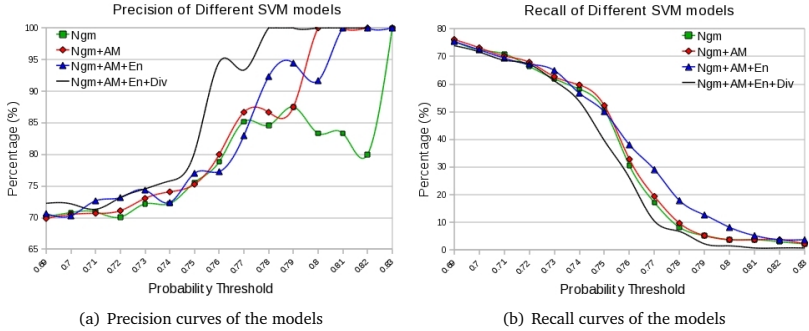 Precision of Different SVM models
100
95
90
85
80
75
70
65
Percentage (%)
Ngm
Ngm+AM
Ngm+AM+En
Ngm+AM+En+Div
0.69 0.7 0.71 0.72 0.73 0.74 0.75 0.76 0.77 0.78 0.79 0.8 0.81 0.82 0.83
Probability Threshold
(a) Precision curves of the models
Recall of Different SVM models
80
70
60
50
40
30
20
10
0
Percentage (%)
Ngm
Ngm+AM
Ngm+AM+En
Ngm+AM+En+Div
0.69 0.7 0.71 0.72 0.73 0.74 0.75 0.76 0.77 0.78 0.79 0.8 0.81 0.82 0.83
Probability Threshold
(b) Recall curves of the models